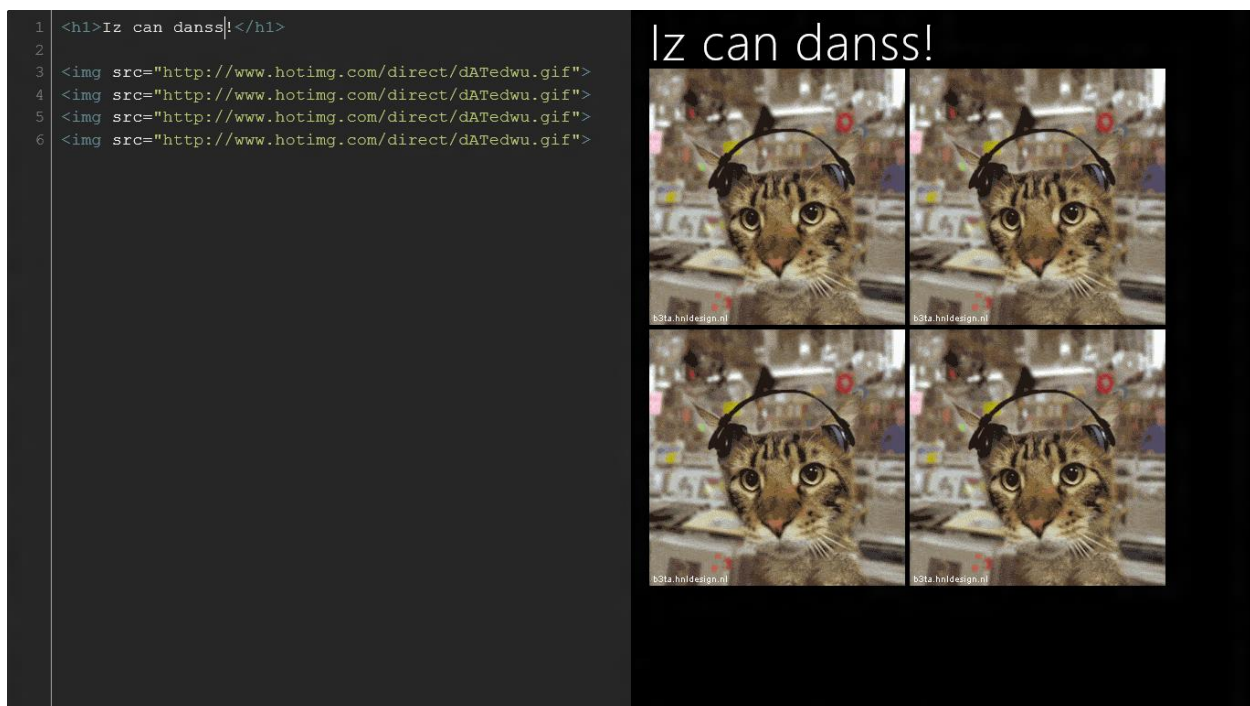 1 <h1>Iz can danss!</h1>
2
3 <img src="http://www.hotimg.com/direct/dATedwu.gif">
4 <img src="http://www.hotimg.com/direct/dATedwu.gif">
5 <img src="http://www.hotimg.com/direct/dATedwu.gif">
6 <img src="http://www.hotimg.com/direct/dATedwu.gif">
Iz can danss!
b3ta.hnldesign.nl
b3ta.hnldesign.nl
b3ta.hnldesign.nl
b3ta.hnldesign.nl